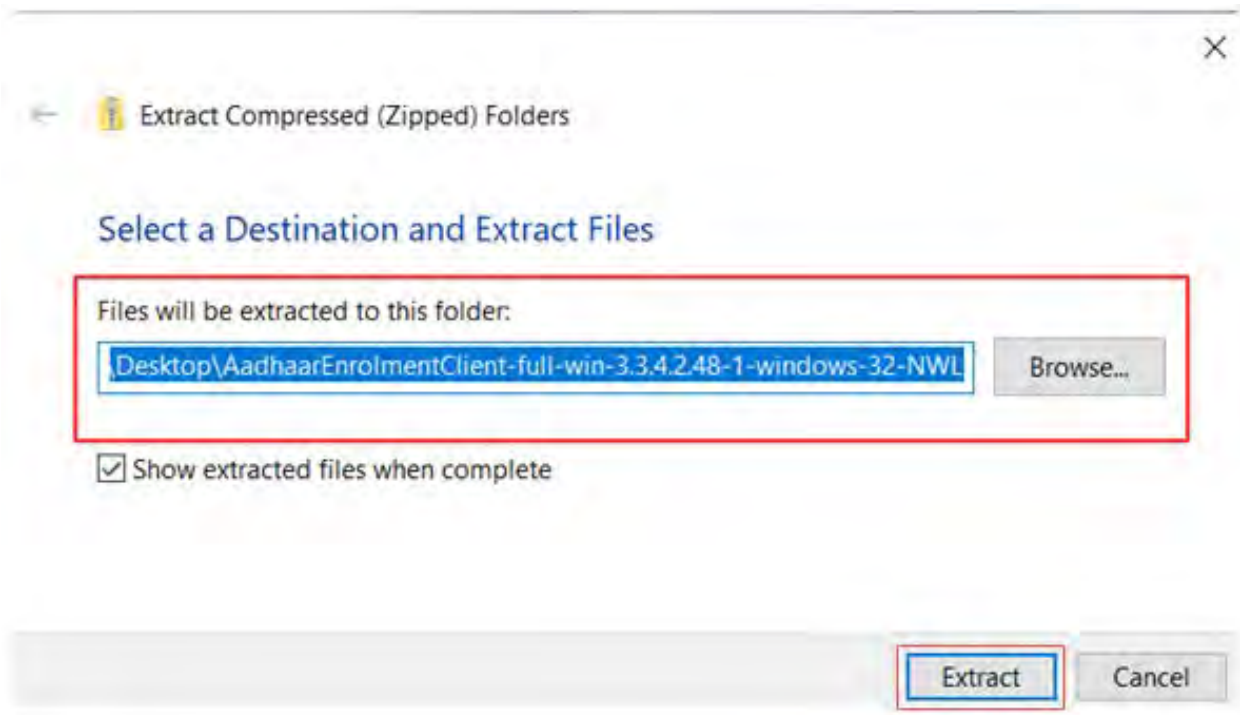 Extract Compressed (Zipped) Folders
Select a Destination and Extract Files
Files will be extracted to this folder:
\Desktop\AadhaarEnrolmentClient-full-win-3.3.4.2.48-1-windows-32-NWL
Browse...
Show extracted files when complete
Extract
Cancel